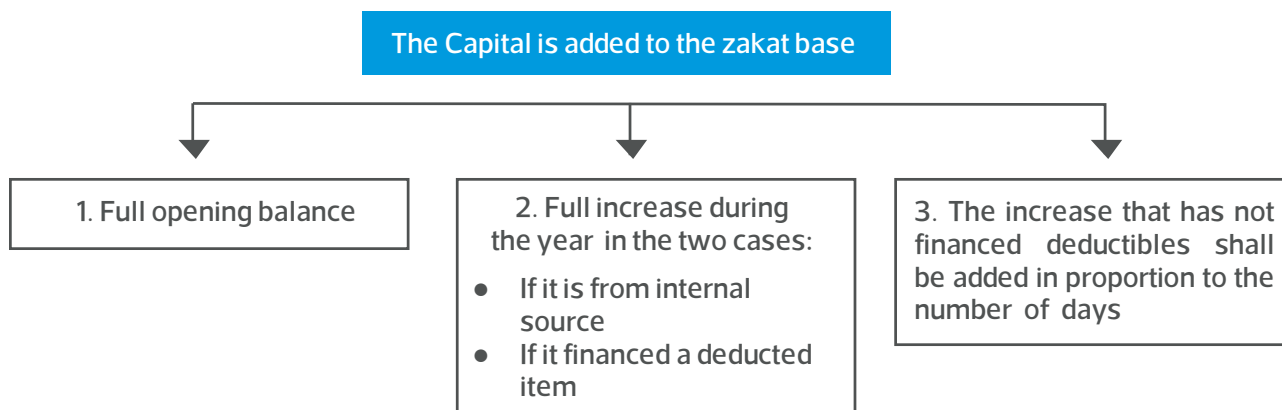 The Capital is added to the zakat base
1. Full opening balance
2. Full increase during
the year in the two cases:
● If it is from internal
source
● If it financed a deducted
item
3. The increase that has not
financed deductibles shall
be added in proportion to the
number of days